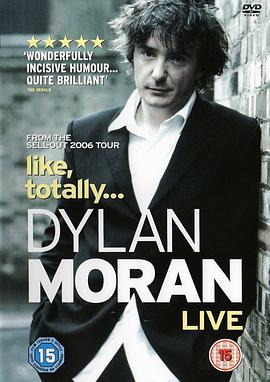 DVD
VIDEO
'WONDERFULLY
INCISIVE HUMOUR...
QUITE BRILLIANT'
THE HERALD
FROM THE
SELL-OUT 2006 TOUR
like,
totally...
DYLAN
MORAN
LIVE
15
15